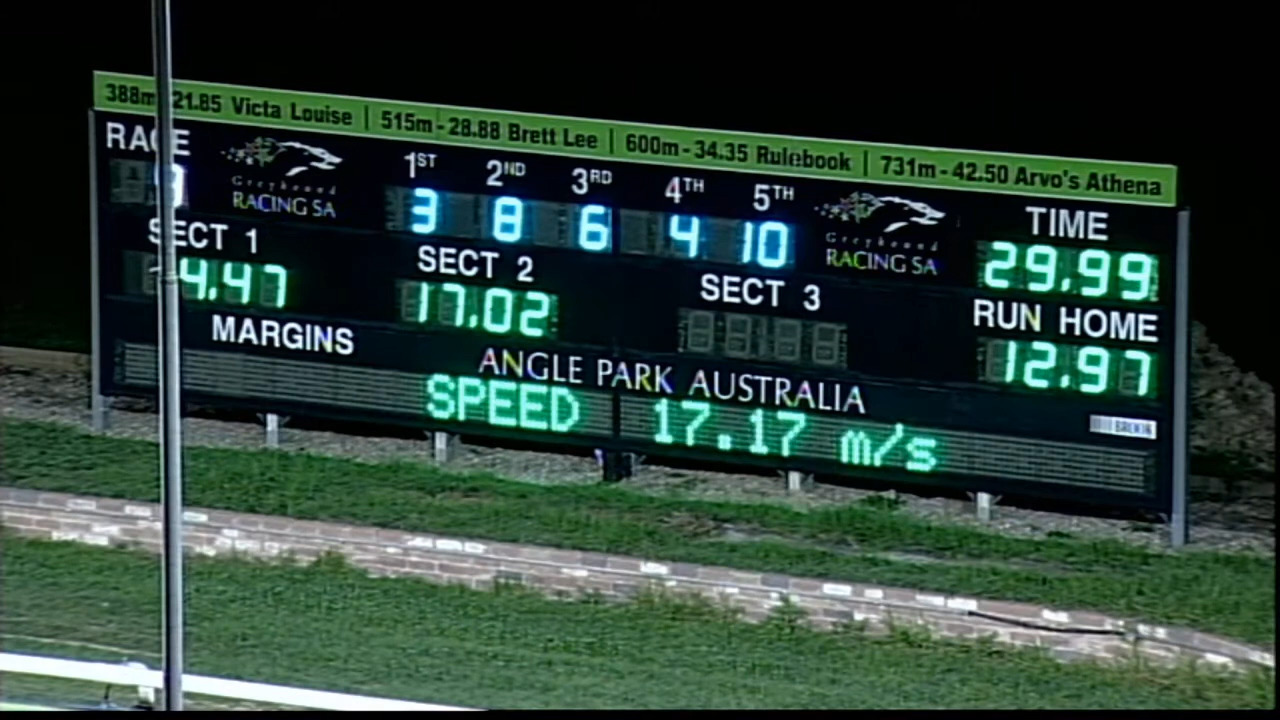 388m 21.85 Victa Louise | 515m - 28.88 Brett Lee | 600m - 34.35 Rulebook | 731m - 42.50 Arvo's Athena
RACE 1ST 2ND 3RD 4TH 5TH
Greyhound RACING SA
3 8 6 4 10
Greyhound RACING SA
TIME
29.99
SECT 1
4.47
SECT 2
17.02
SECT 3
RUN HOME
12.97
MARGINS
ANGLE PARK AUSTRALIA
SPEED 17.17 m/s